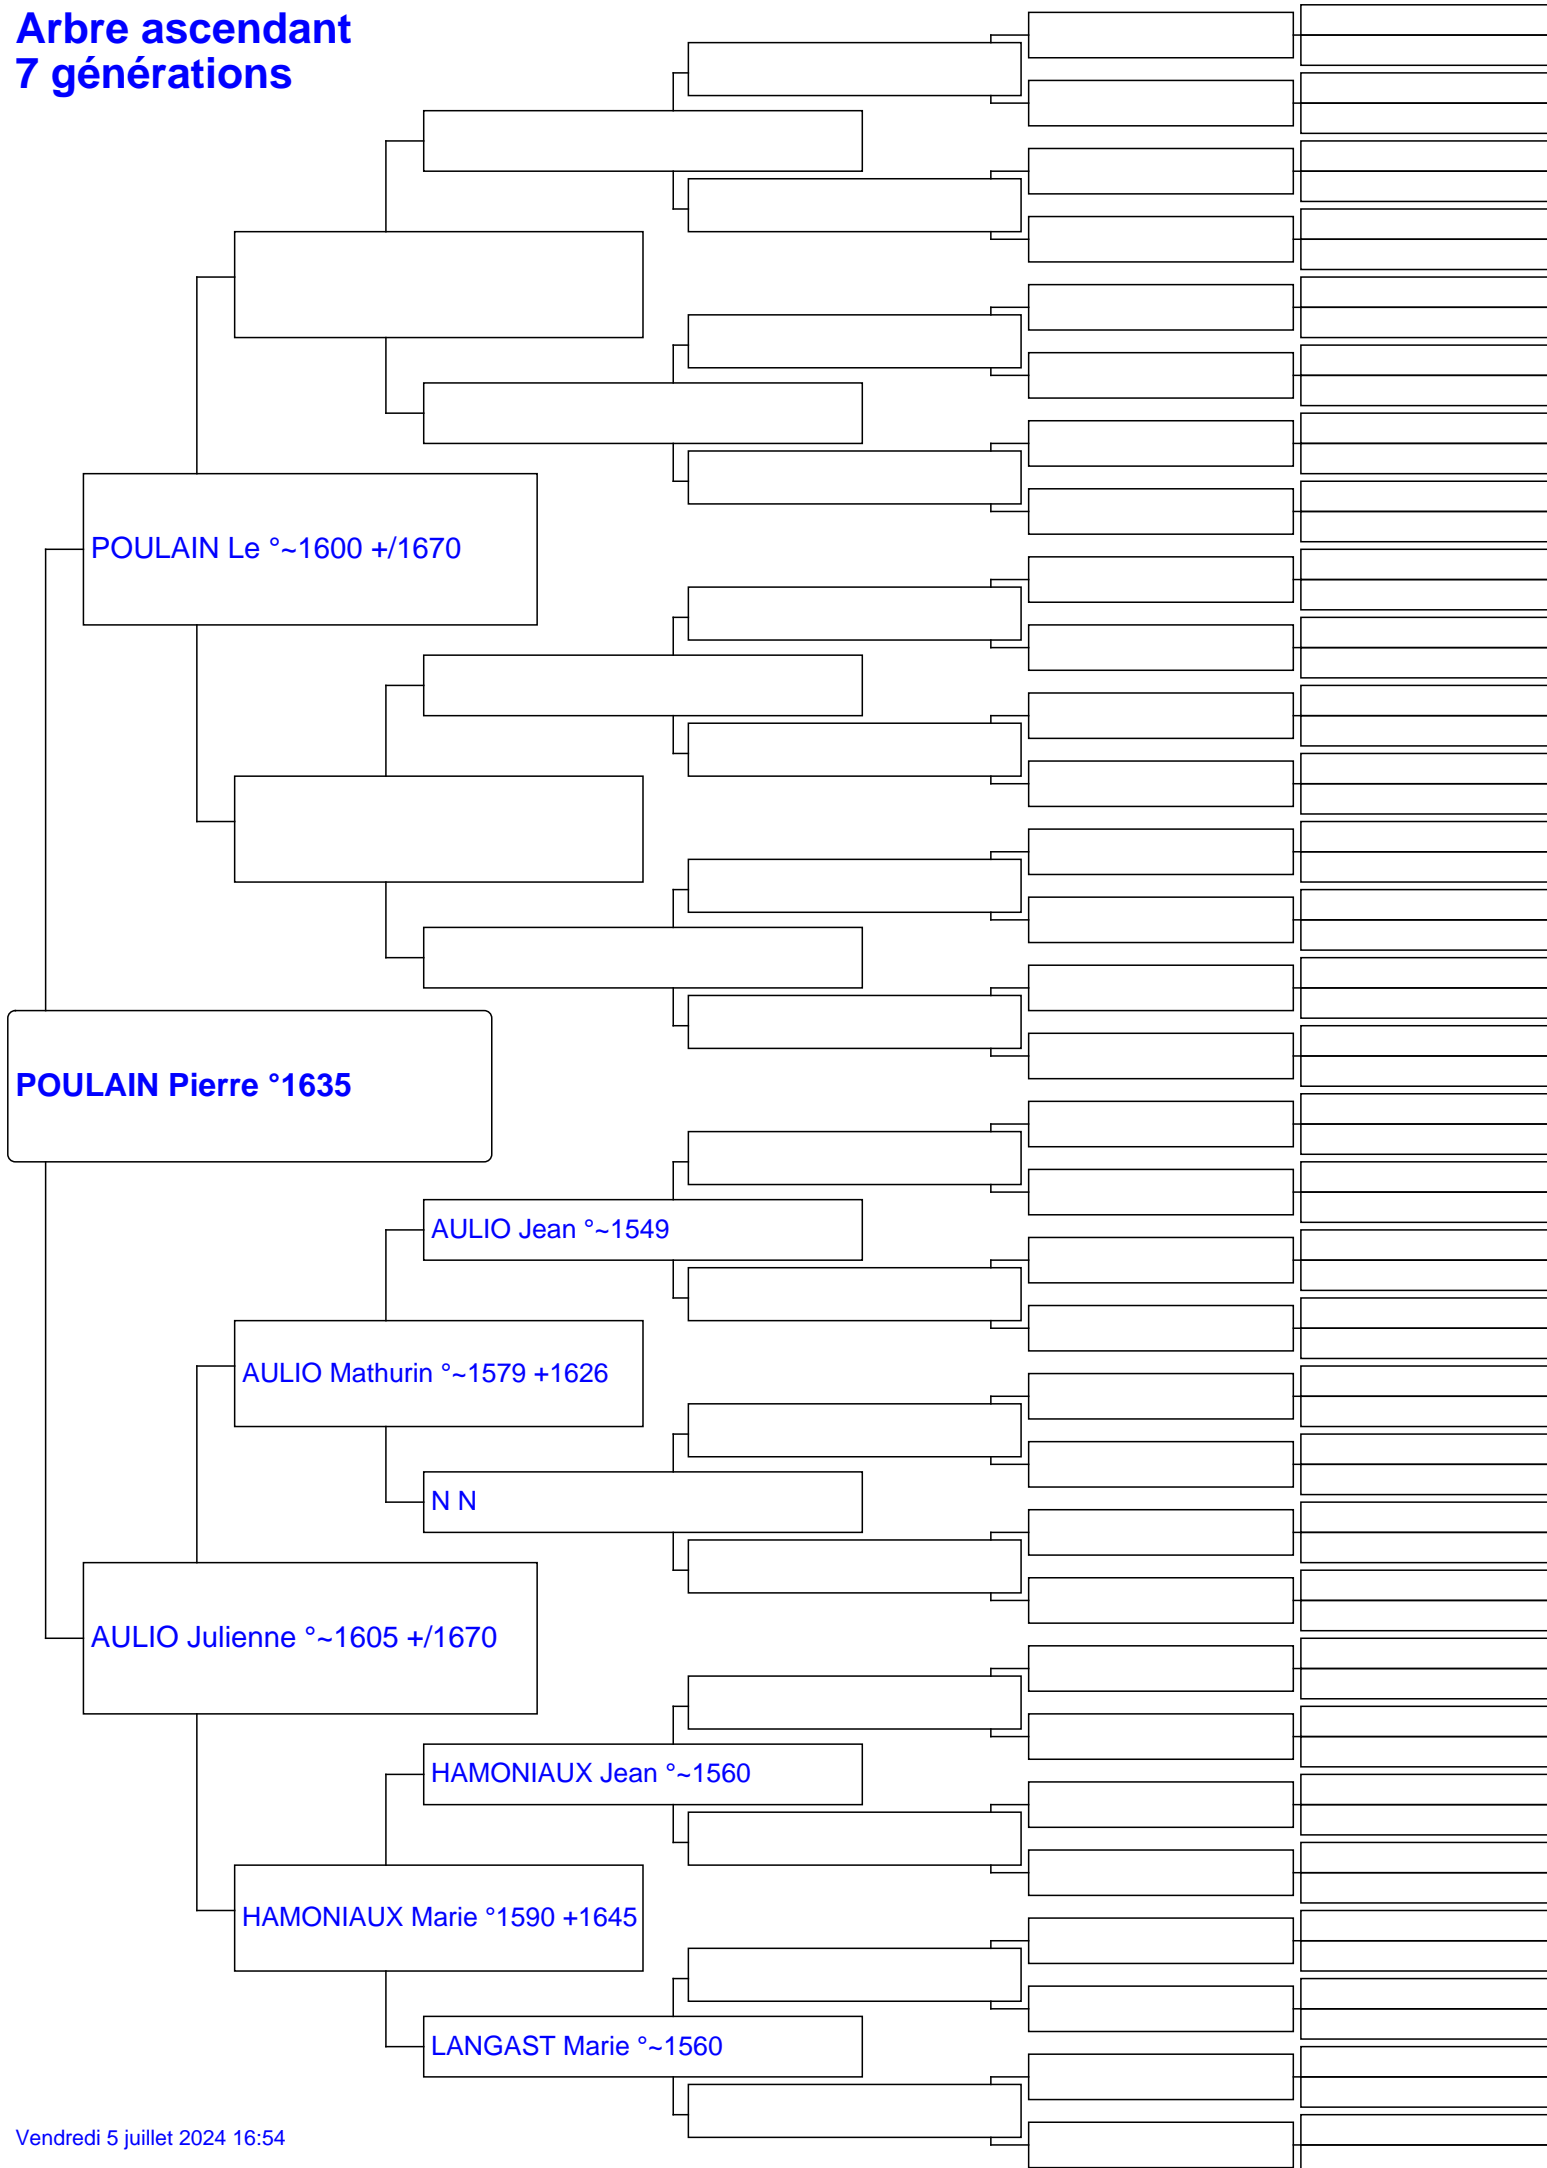 Arbre ascendant
7 générations
POULAIN Le °~1600 +/1670
POULAIN Pierre °1635
AULIO Jean °~1549
AULIO Mathurin °~1579 +1626
N N
AULIO Julienne °~1605 +/1670
HAMONIAUX Jean °~1560
HAMONIAUX Marie °1590 +1645
LANGAST Marie °~1560
Vendredi 5 juillet 2024 16:54